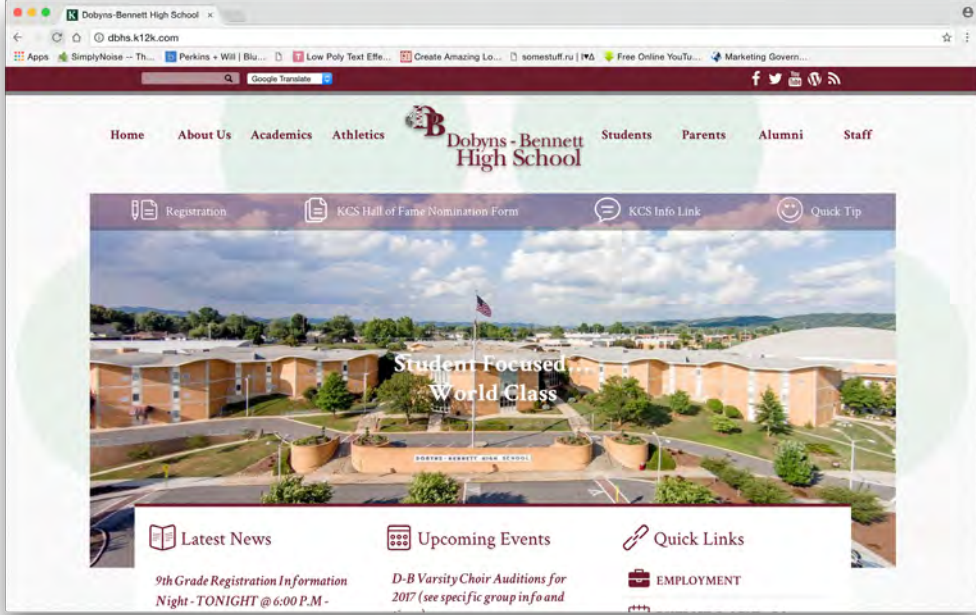 Dobyns-Bennett High School ×
dbhs.k12k.com
Apps SimplyNoise -- Th... Perkins + Will | Blu... Low Poly Text Effe... Create Amazing Lo... somestuff.ru | Free Online YouTu... Marketing Govern...
Google Translate
Home About Us Academics Athletics DB Dobyns - Bennett High School Students Parents Alumni Staff
Registration KCS Hall of Fame Nomination Form KCS Info Link Quick Tip
Student Focused...
World Class
DOBYNS - BENNETT HIGH SCHOOL
Latest News
9th Grade Registration Information
Night - TONIGHT @ 6:00 P.M -
Upcoming Events
D-B Varsity Choir Auditions for
2017 (see specific group info and
Quick Links
EMPLOYMENT